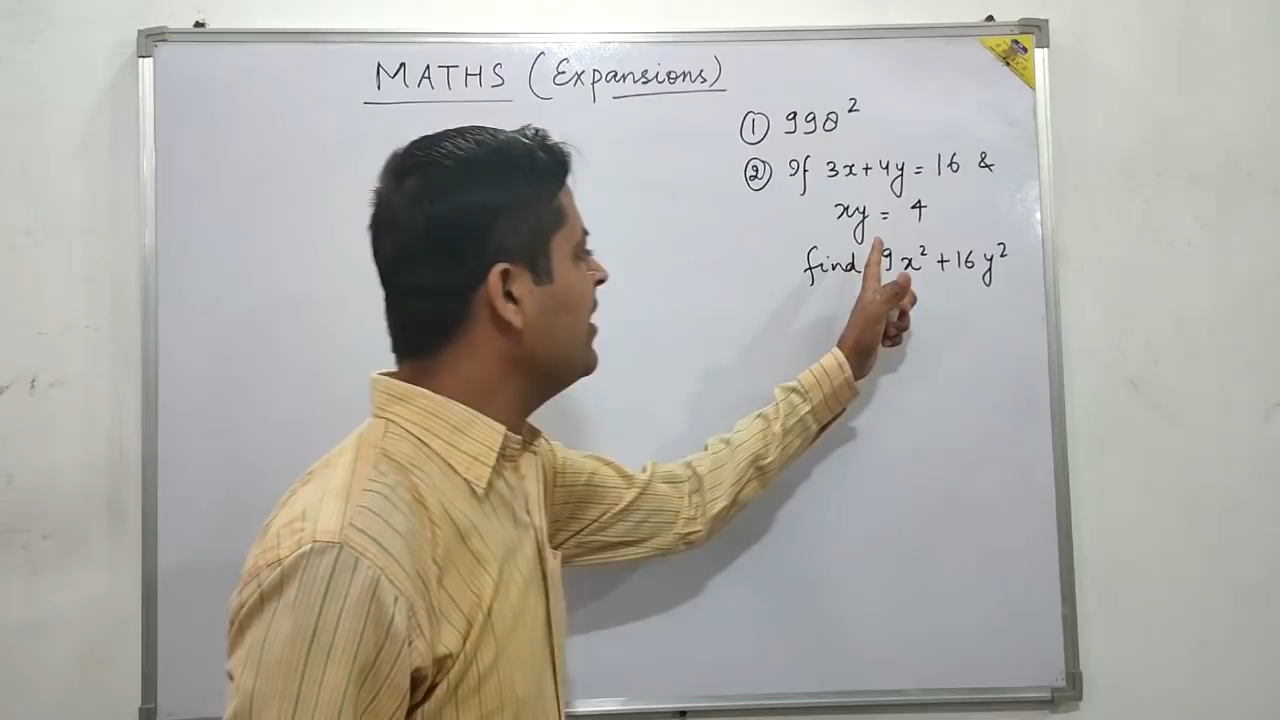 MATHS (Expansions)
① 998²
② If 3x+4y = 16 &
xy = 4
find 9x² + 16y²